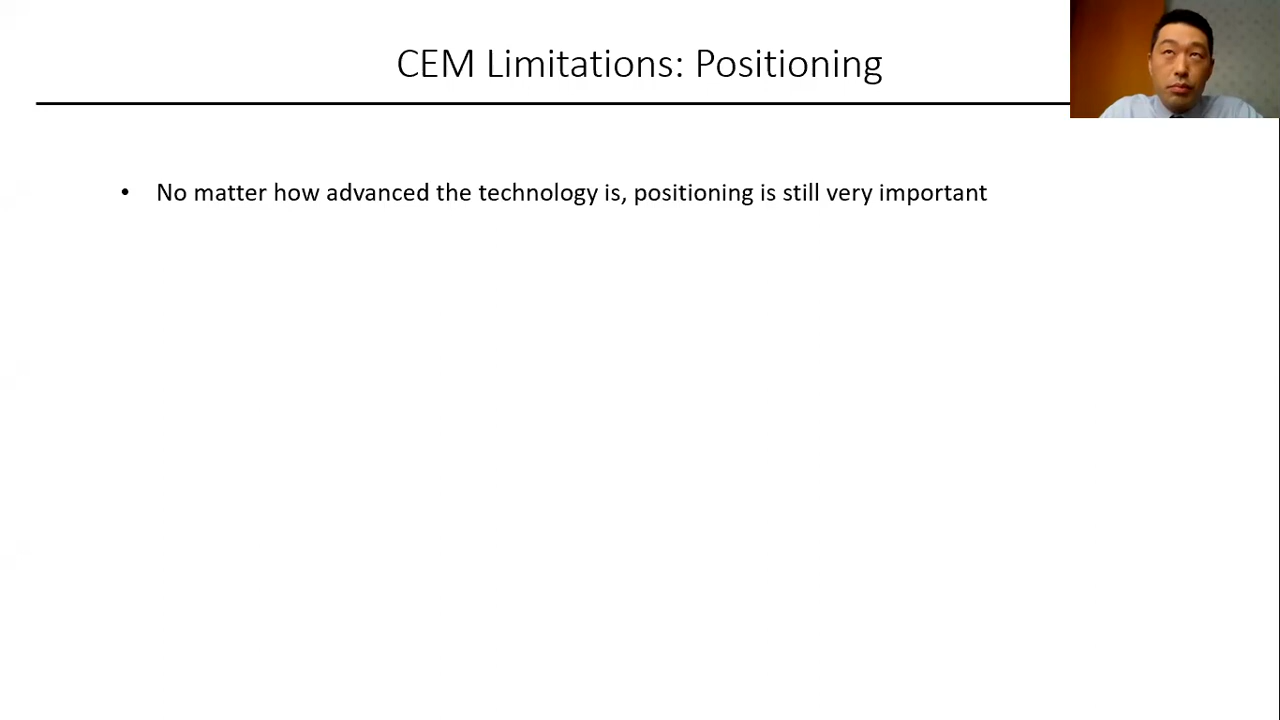 CEM Limitations: Positioning
• No matter how advanced the technology is, positioning is still very important